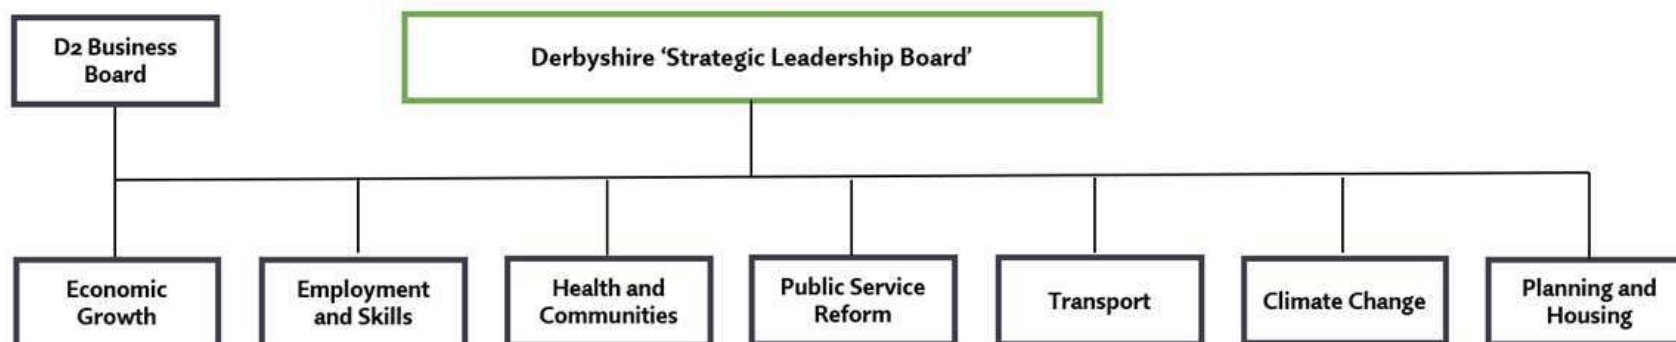 D2 Business
Board
Derbyshire ‘Strategic Leadership Board’
Economic
Growth
Employment
and Skills
Health and
Communities
Public Service
Reform
Transport
Climate Change
Planning and
Housing